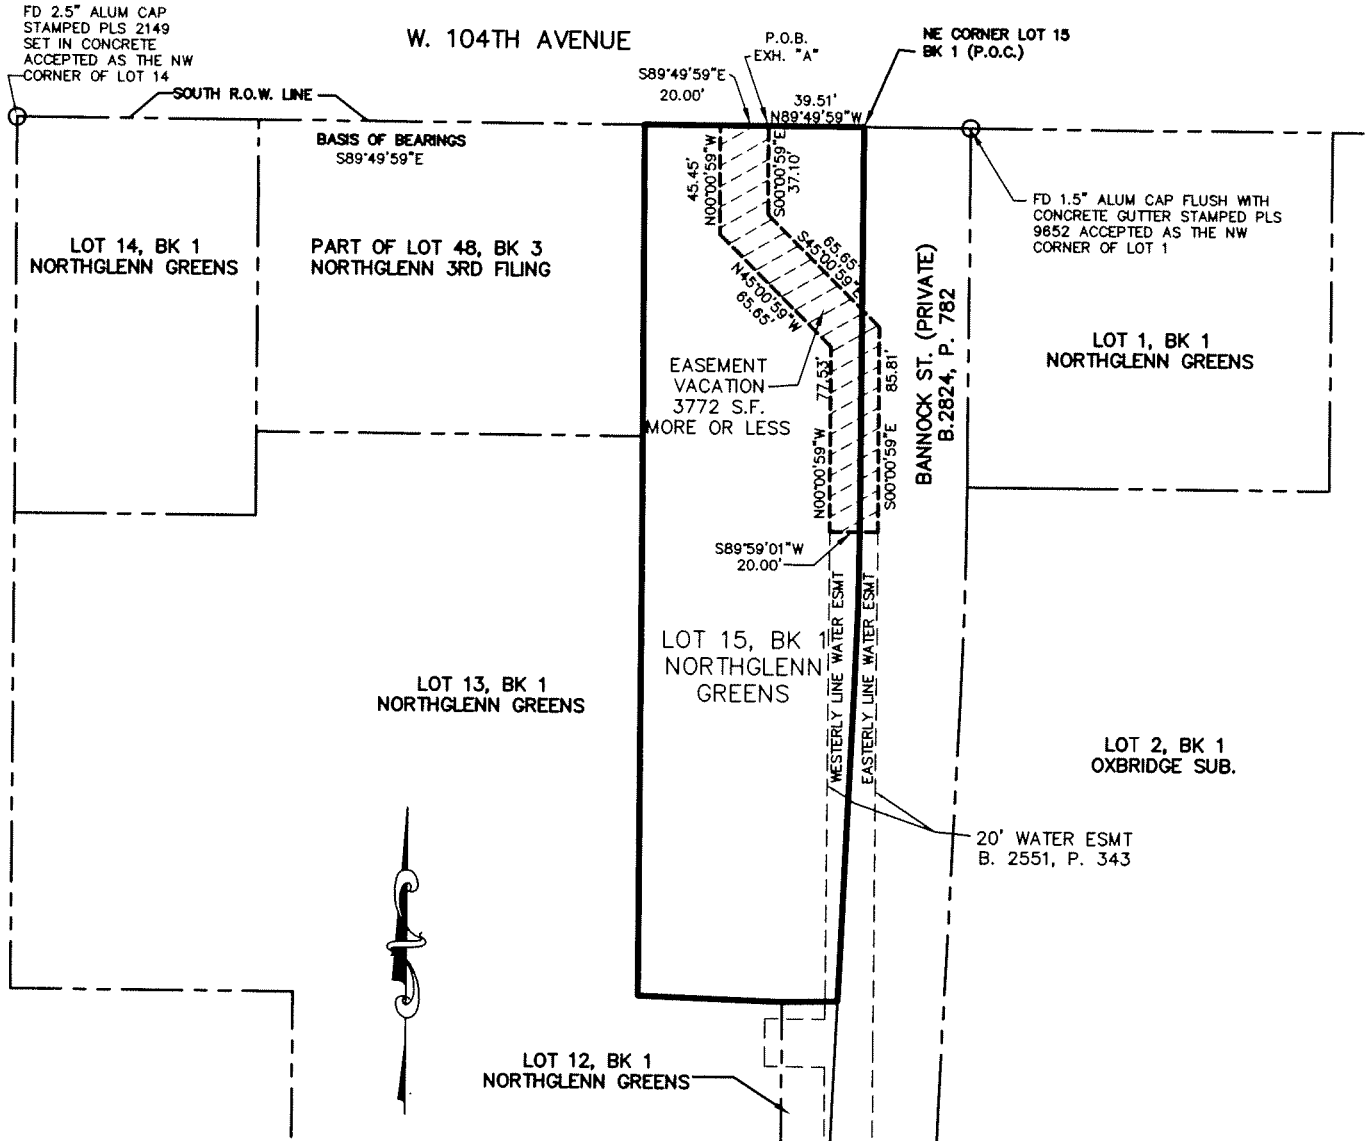 FD 2.5" ALUM CAP
STAMPED PLS 2149
SET IN CONCRETE
ACCEPTED AS THE NW
CORNER OF LOT 14
W. 104TH AVENUE
P.O.B.
EXH. "A"
NE CORNER LOT 15
BK 1 (P.O.C.)
S89°49'59"E
20.00'
39.51'
N89°49'59"W
SOUTH R.O.W. LINE
BASIS OF BEARINGS
S89°49'59"E
45.45'
N00°00'59"W
S00°00'59"E
37.10'
FD 1.5" ALUM CAP FLUSH WITH
CONCRETE GUTTER STAMPED PLS
9652 ACCEPTED AS THE NW
CORNER OF LOT 1
LOT 14, BK 1
NORTHGLENN GREENS
PART OF LOT 48, BK 3
NORTHGLENN 3RD FILING
65.65'
S45°00'59"E
N45°00'59"W
65.65'
BANNOCK ST. (PRIVATE)
B.2824, P. 782
LOT 1, BK 1
NORTHGLENN GREENS
EASEMENT
VACATION
3772 S.F.
MORE OR LESS
77.53'
N00°00'59"W
85.81'
S00°00'59"E
S89°59'01"W
20.00'
WESTERLY LINE WATER ESMT
EASTERLY LINE WATER ESMT
LOT 15, BK 1
NORTHGLENN
GREENS
LOT 13, BK 1
NORTHGLENN GREENS
LOT 2, BK 1
OXBRIDGE SUB.
20' WATER ESMT
B. 2551, P. 343
LOT 12, BK 1
NORTHGLENN GREENS